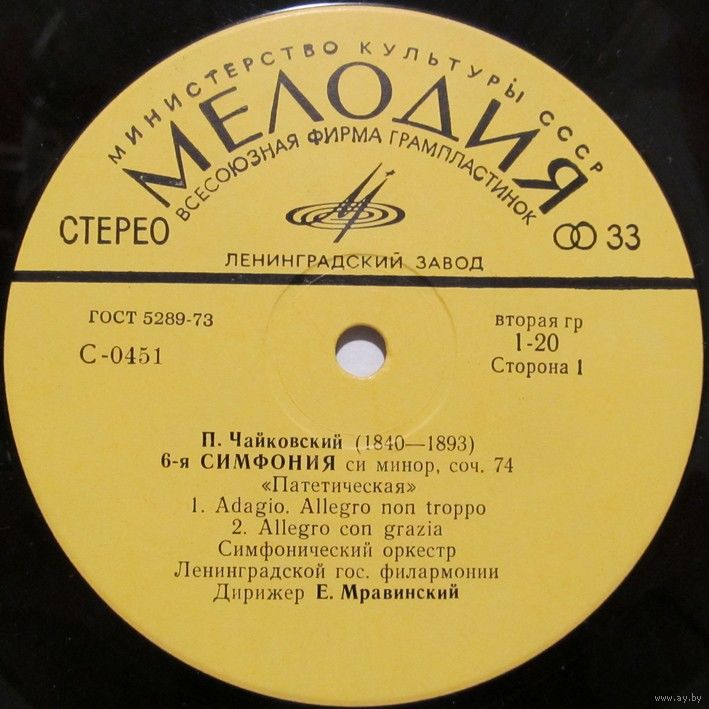 МИНИСТЕРСТВО КУЛЬТУРЫ СССР
МЕЛОДИЯ
ВСЕСОЮЗНАЯ ФИРМА ГРАМПЛАСТИНОК
СТЕРЕО
33
ЛЕНИНГРАДСКИЙ ЗАВОД
ГОСТ 5289-73
С-0451
вторая гр
1-20
Сторона 1
П. Чайковский (1840—1893)
6-я СИМФОНИЯ си минор, соч. 74
«Патетическая»
1. Adagio. Allegro non troppo
2. Allegro con grazia
Симфонический оркестр
Ленинградской гос. филармонии
Дирижер Е. Мравинский
www.ay.by